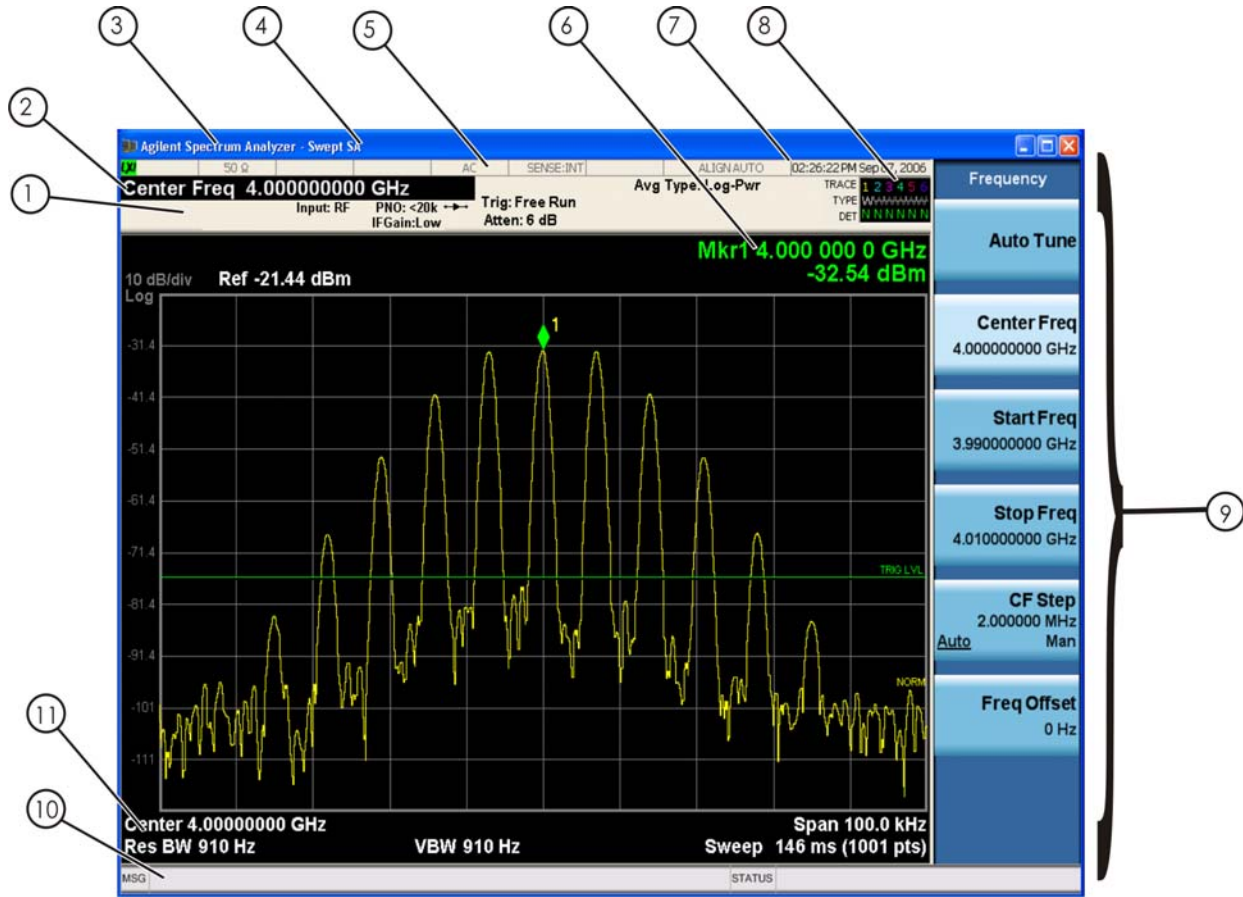 3
4
5
6
7
8
2
1
Agilent Spectrum Analyzer - Swept SA
LXI
50 Ω
AC
SENSE:INT
ALIGN AUTO
02:26:22 PM Sep 07, 2006
Center Freq 4.000000000 GHz
Input: RF
PNO: <20k
IFGain:Low
Trig: Free Run
Atten: 6 dB
Avg Type: Log-Pwr
TRACE 1 2 3 4 5 6
TYPE W
DET N N N N N N
Mkr1 4.000 000 0 GHz
-32.54 dBm
10 dB/div
Log
Ref -21.44 dBm
1
-31.4
-41.4
-51.4
-61.4
-71.4
-81.4
-91.4
-101
-111
TRIG LVL
NORM
Center 4.00000000 GHz
Span 100.0 kHz
Res BW 910 Hz
VBW 910 Hz
Sweep 146 ms (1001 pts)
MSG
STATUS
Frequency
Auto Tune
Center Freq
4.000000000 GHz
Start Freq
3.990000000 GHz
Stop Freq
4.010000000 GHz
CF Step
2.000000 MHz
Auto Man
Freq Offset
0 Hz
9
11
10